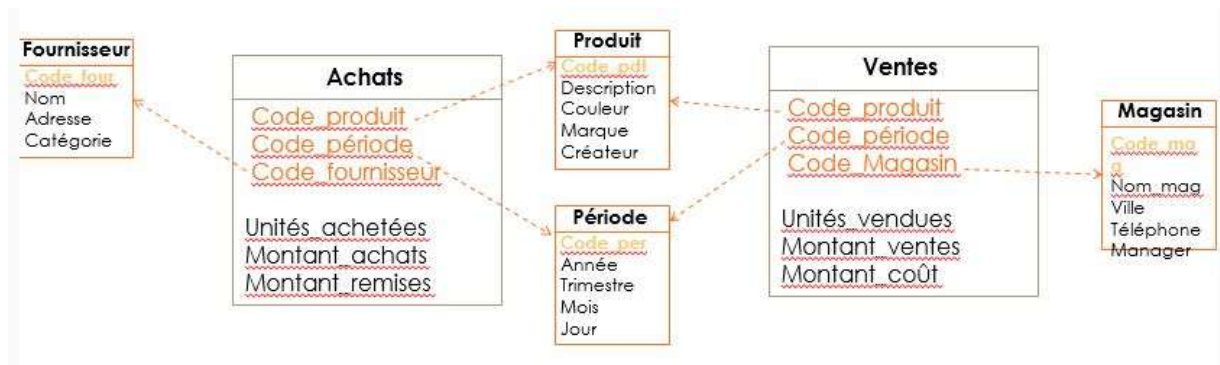 Fournisseur
Code_four
Nom
Adresse
Catégorie
Achats
Code_produit
Code_période
Code_fournisseur
Unités_achetées
Montant_achats
Montant_remises
Produit
Code_pdt
Description
Couleur
Marque
Créateur
Période
Code_per
Année
Trimestre
Mois
Jour
Ventes
Code_produit
Code_période
Code_Magasin
Unités_vendues
Montant_ventes
Montant_coût
Magasin
Code_ma
g
Nom_mag
Ville
Téléphone
Manager